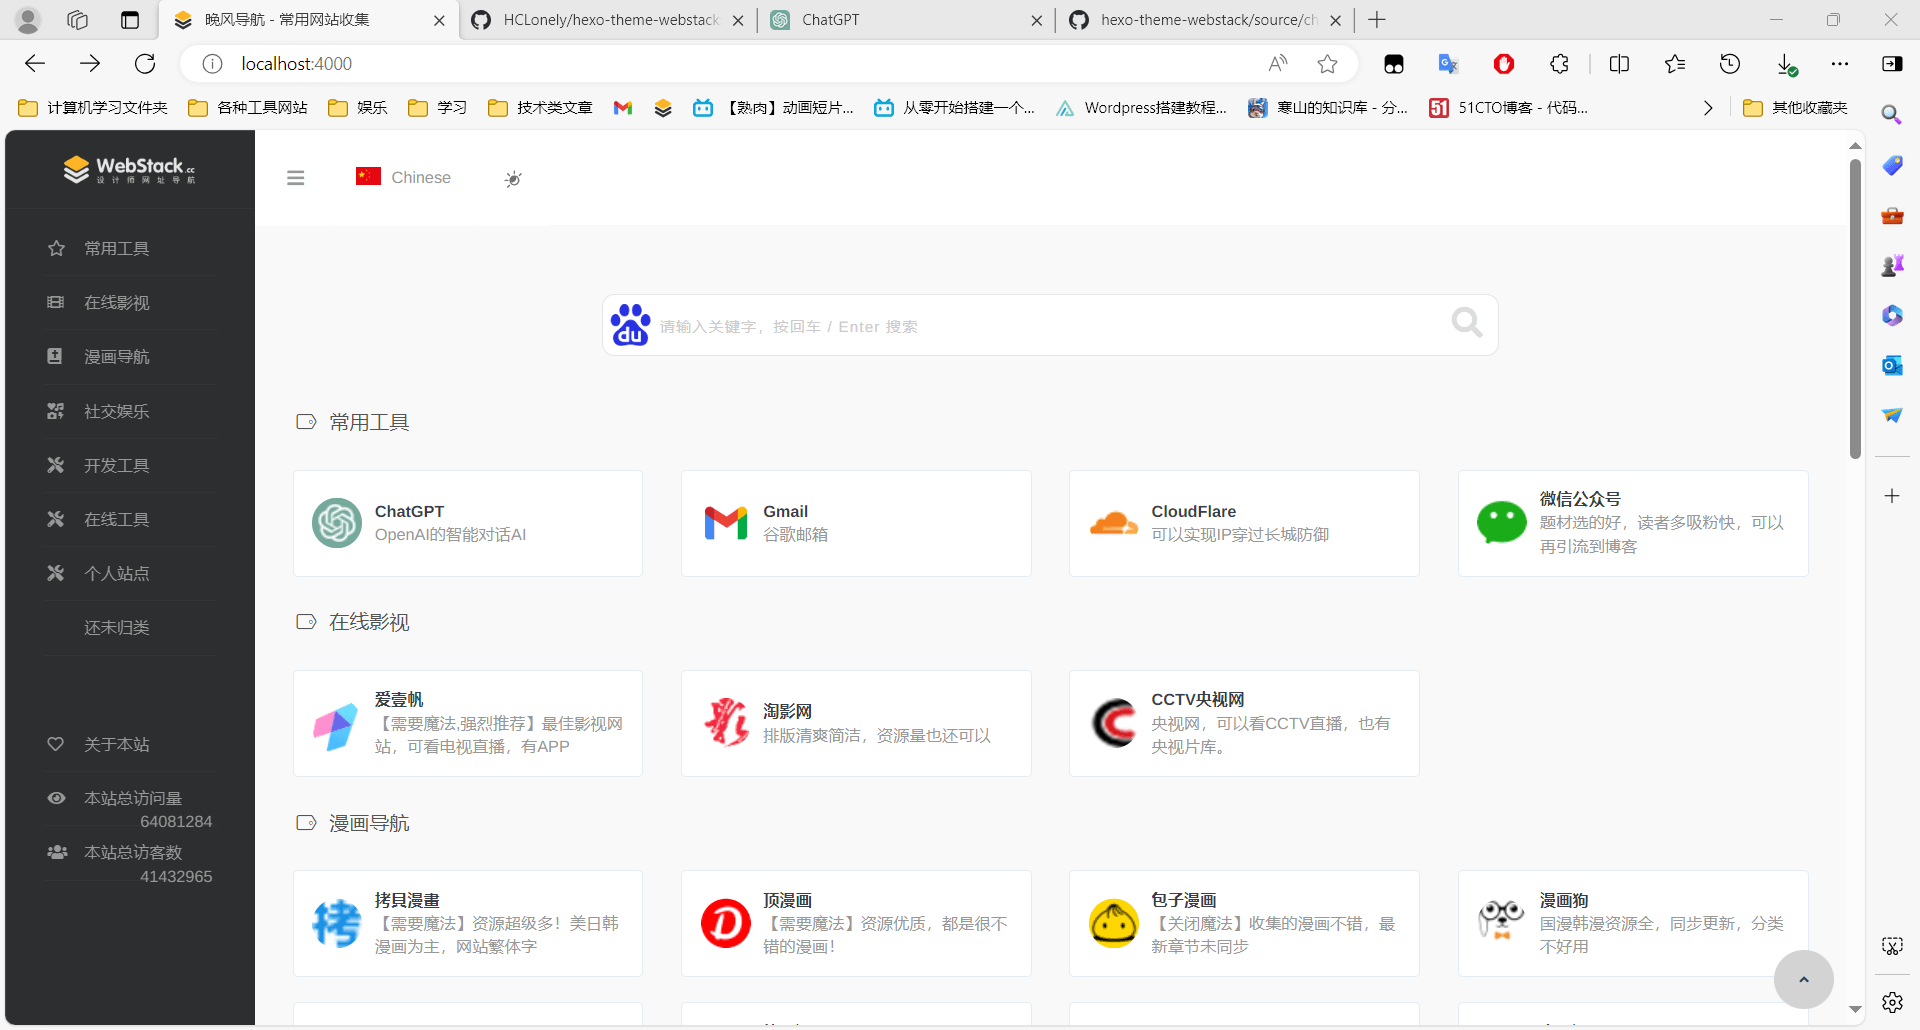 晚风导航 - 常用网站收集
HCLonely/hexo-theme-webstack
ChatGPT
hexo-theme-webstack/source/ch
localhost:4000
计算机学习文件夹
各种工具网站
娱乐
学习
技术类文章
【熟肉】动画短片...
从零开始搭建一个...
Wordpress搭建教程...
寒山的知识库 - 分...
51CTO博客 - 代码...
其他收藏夹
WebStack.cc
设计师网址导航
Chinese
常用工具
在线影视
漫画导航
社交娱乐
开发工具
在线工具
个人站点
还未归类
关于本站
本站总访问量
64081284
本站总访客数
41432965
du
请输入关键字，按回车 / Enter 搜索
常用工具
ChatGPT
OpenAI的智能对话AI
Gmail
谷歌邮箱
CloudFlare
可以实现IP穿过长城防御
微信公众号
题材选的好，读者多吸粉快，可以
再引流到博客
在线影视
爱壹帆
【需要魔法,强烈推荐】最佳影视网
站，可看电视直播，有APP
淘影网
排版清爽简洁，资源量也还可以
CCTV央视网
央视网，可以看CCTV直播，也有
央视片库。
漫画导航
拷
拷貝漫畫
【需要魔法】资源超级多！美日韩
漫画为主，网站繁体字
D
顶漫画
【需要魔法】资源优质，都是很不
错的漫画！
包子漫画
【关闭魔法】收集的漫画不错，最
新章节未同步
漫画狗
国漫韩漫资源全，同步更新，分类
不好用